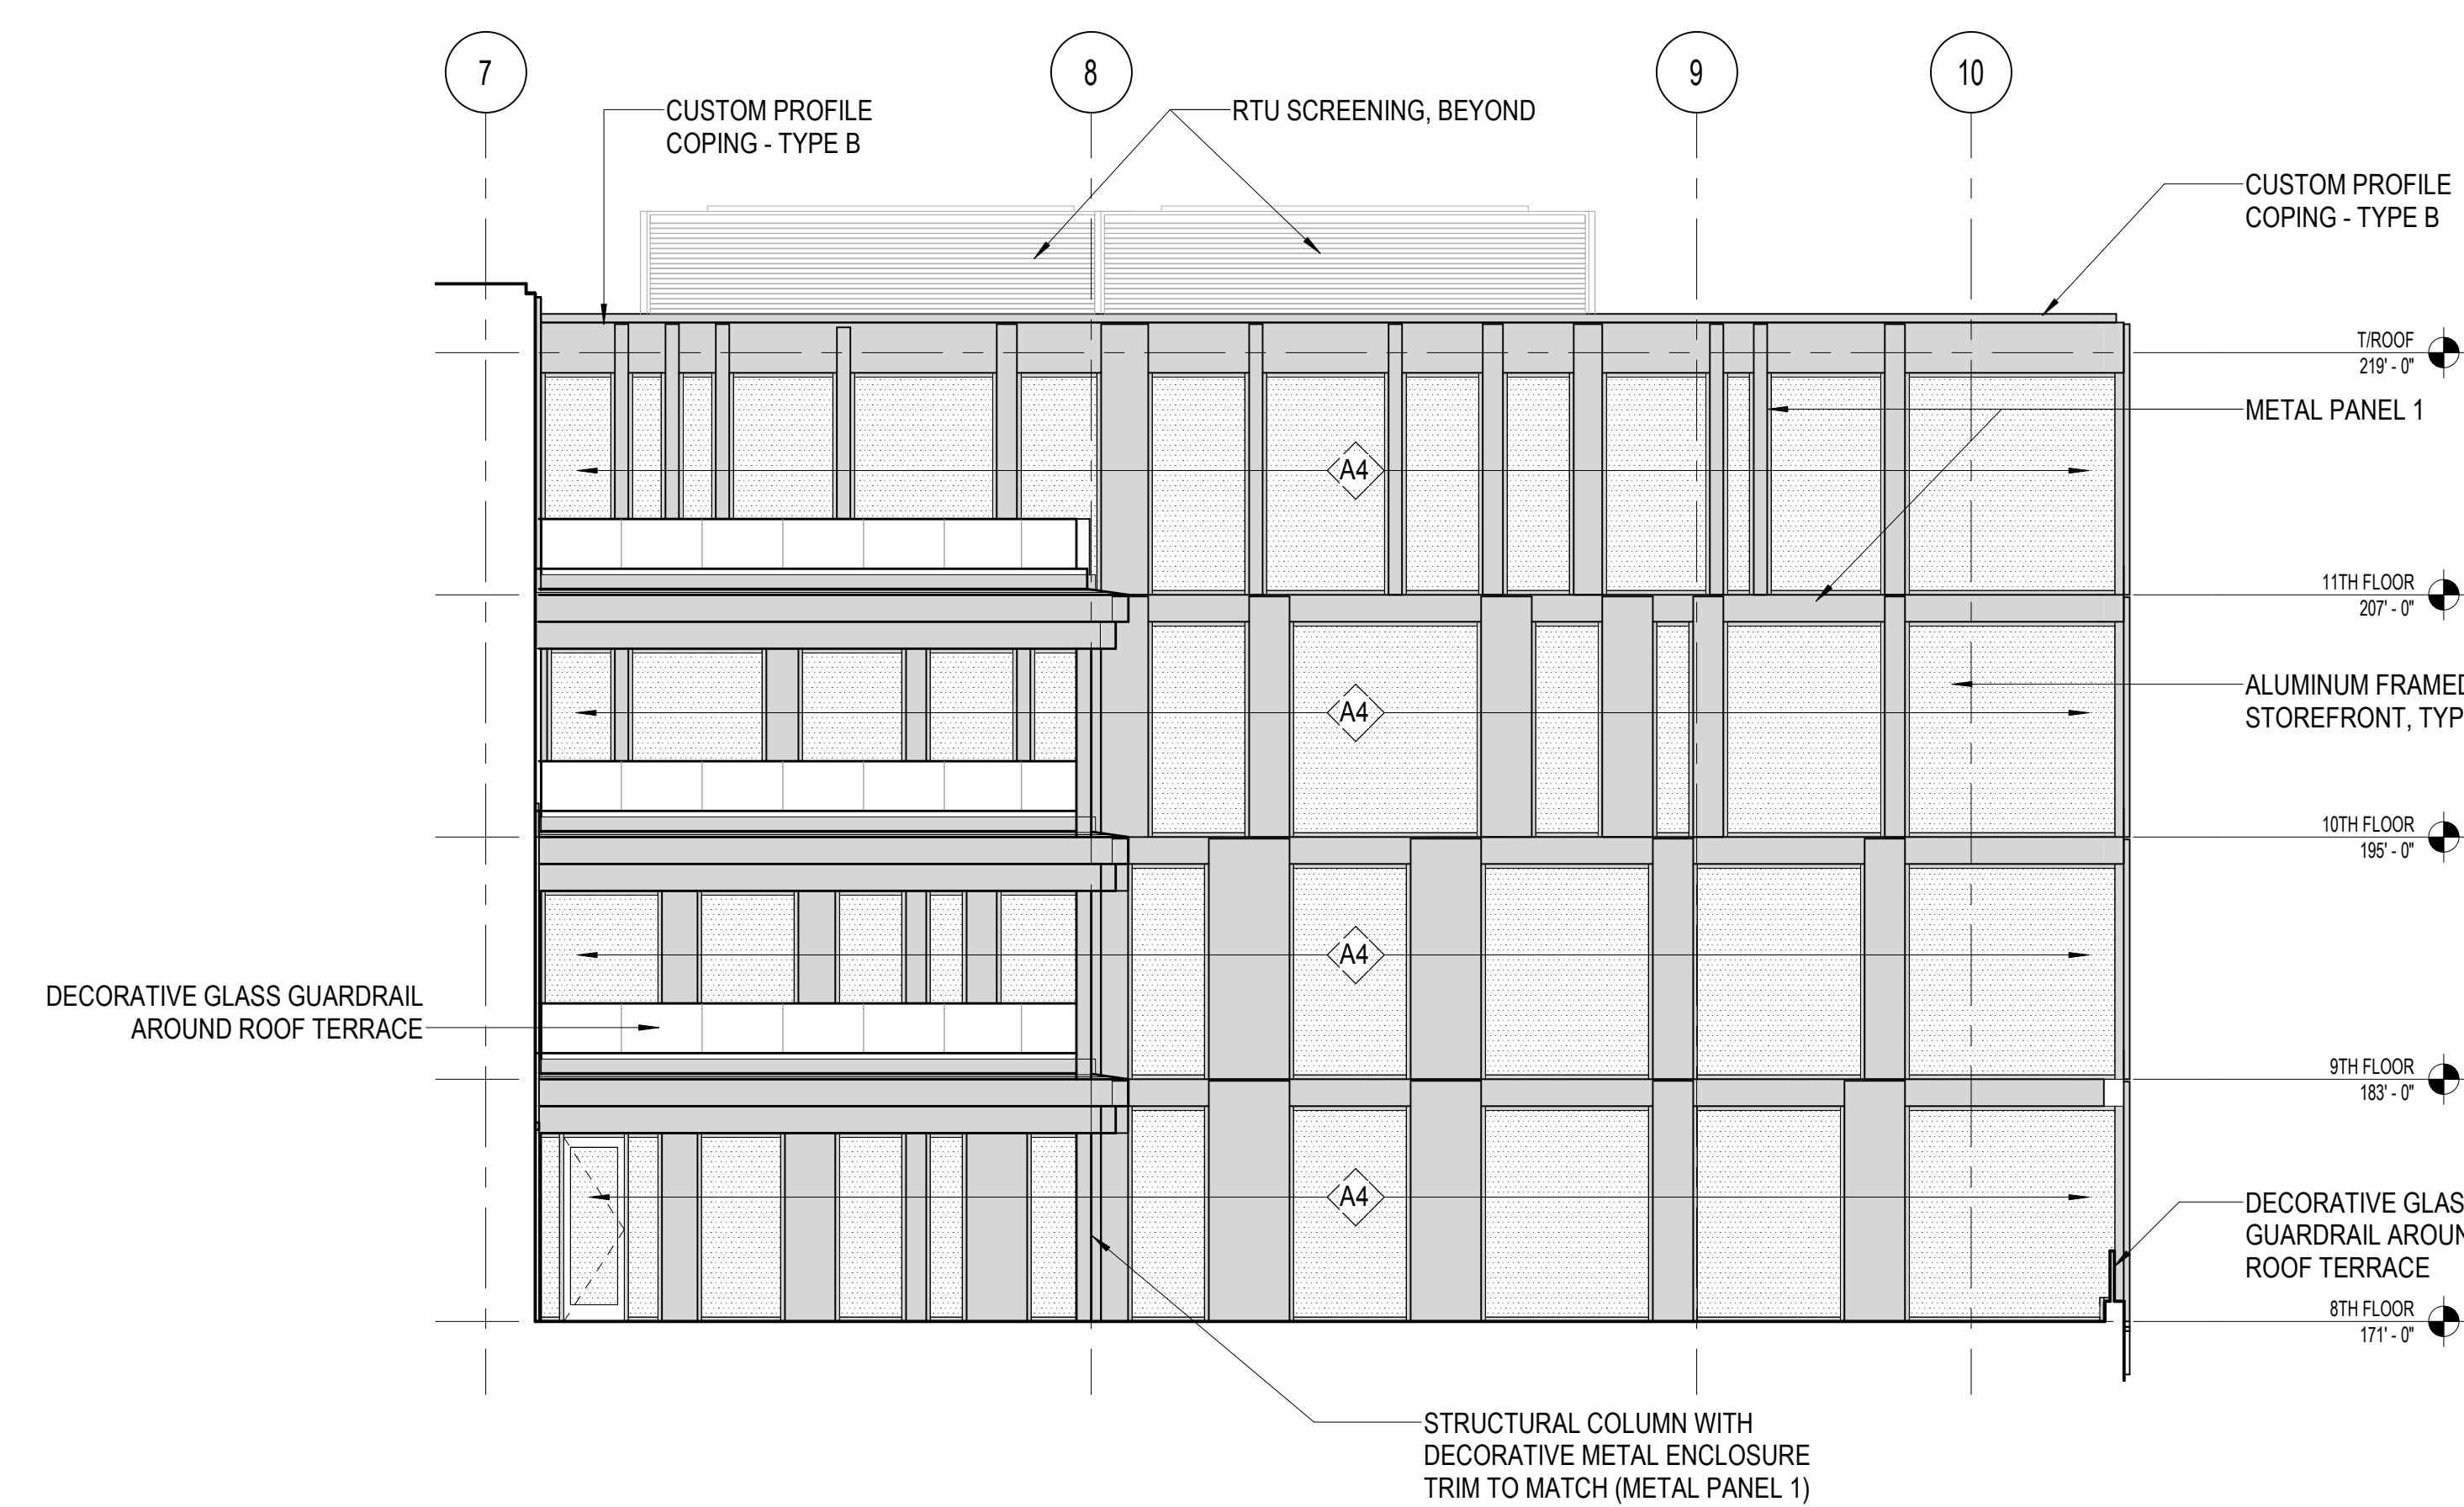 7
8
9
10
CUSTOM PROFILE
COPING - TYPE B
RTU SCREENING, BEYOND
CUSTOM PROFILE
COPING - TYPE B
T/ROOF
219' - 0"
METAL PANEL 1
A4
11TH FLOOR
207' - 0"
ALUMINUM FRAMED
STOREFRONT, TYP
A4
10TH FLOOR
195' - 0"
A4
DECORATIVE GLASS GUARDRAIL
AROUND ROOF TERRACE
9TH FLOOR
183' - 0"
A4
DECORATIVE GLAS
GUARDRAIL AROUN
ROOF TERRACE
8TH FLOOR
171' - 0"
STRUCTURAL COLUMN WITH
DECORATIVE METAL ENCLOSURE
TRIM TO MATCH (METAL PANEL 1)